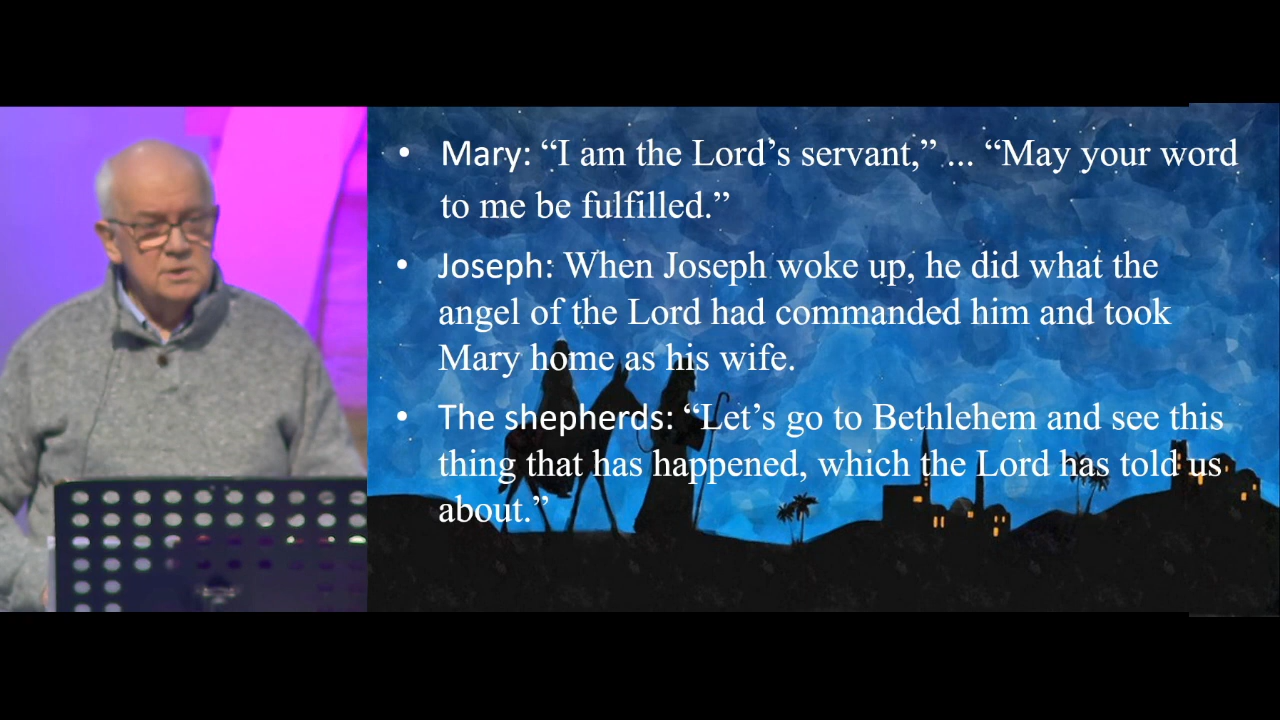 • Mary: “I am the Lord’s servant,” ... “May your word
to me be fulfilled.”
• Joseph: When Joseph woke up, he did what the
angel of the Lord had commanded him and took
Mary home as his wife.
• The shepherds: “Let’s go to Bethlehem and see this
thing that has happened, which the Lord has told us
about.”